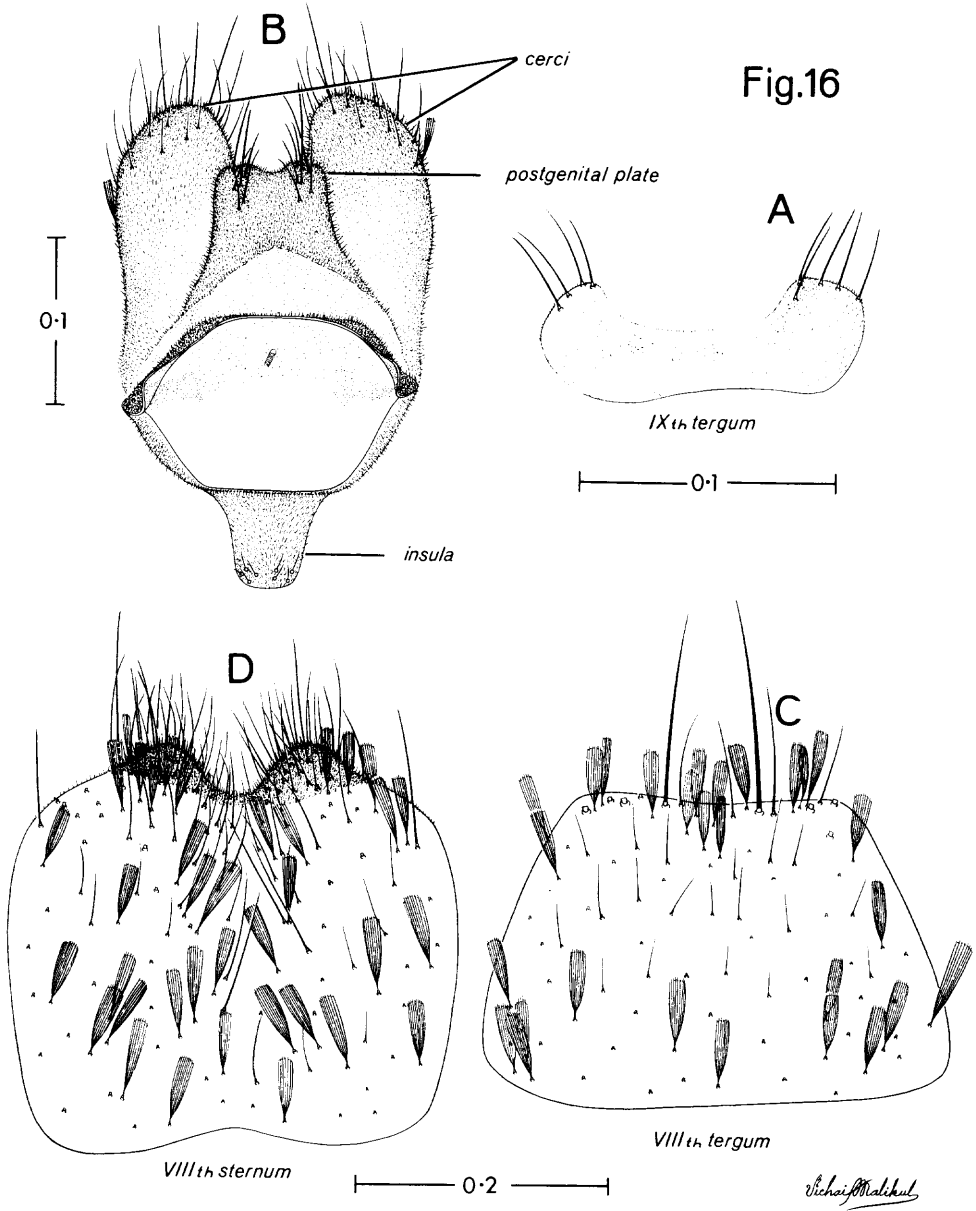 B
cerci
Fig.16
postgenital plate
A
0·1
IXth tergum
0·1
insula
D
C
VIIIth sternum
VIIIth tergum
0·2
Vichai Malikul